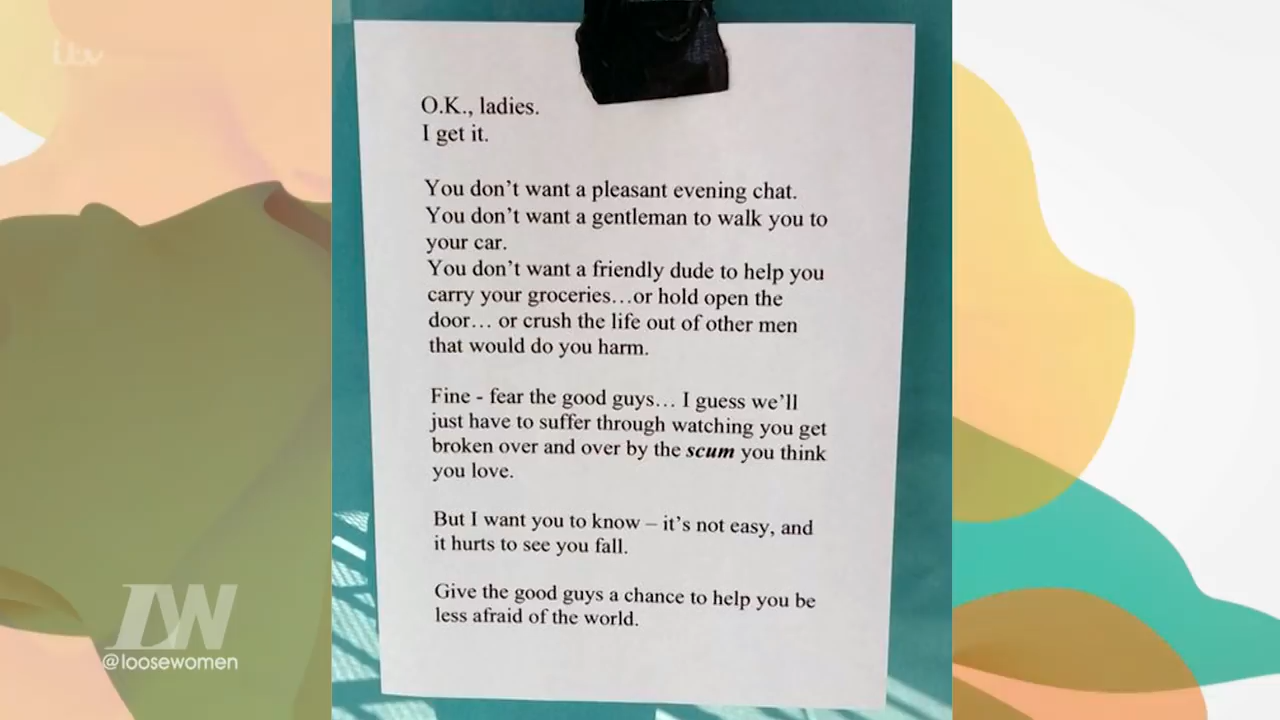 itv
O.K., ladies.
I get it.
You don't want a pleasant evening chat.
You don't want a gentleman to walk you to
your car.
You don't want a friendly dude to help you
carry your groceries…or hold open the
door… or crush the life out of other men
that would do you harm.
Fine - fear the good guys… I guess we'll
just have to suffer through watching you get
broken over and over by the scum you think
you love.
But I want you to know – it's not easy, and
it hurts to see you fall.
Give the good guys a chance to help you be
less afraid of the world.
LW
@loosewomen